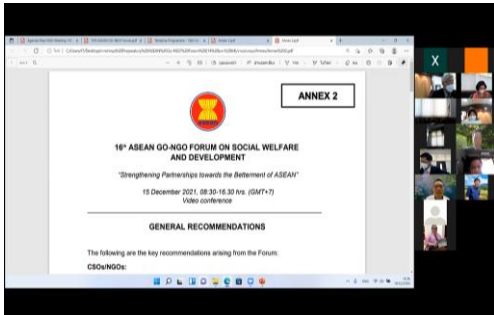 ANNEX 2
16th ASEAN GO-NGO FORUM ON SOCIAL WELFARE
AND DEVELOPMENT
"Strengthening Partnerships towards the Betterment of ASEAN"
15 December 2021, 08:30-16.30 hrs. (GMT+7)
Video conference
GENERAL RECOMMENDATIONS
The following are the key recommendations arising from the Forum:
CSOs/NGOs:
X